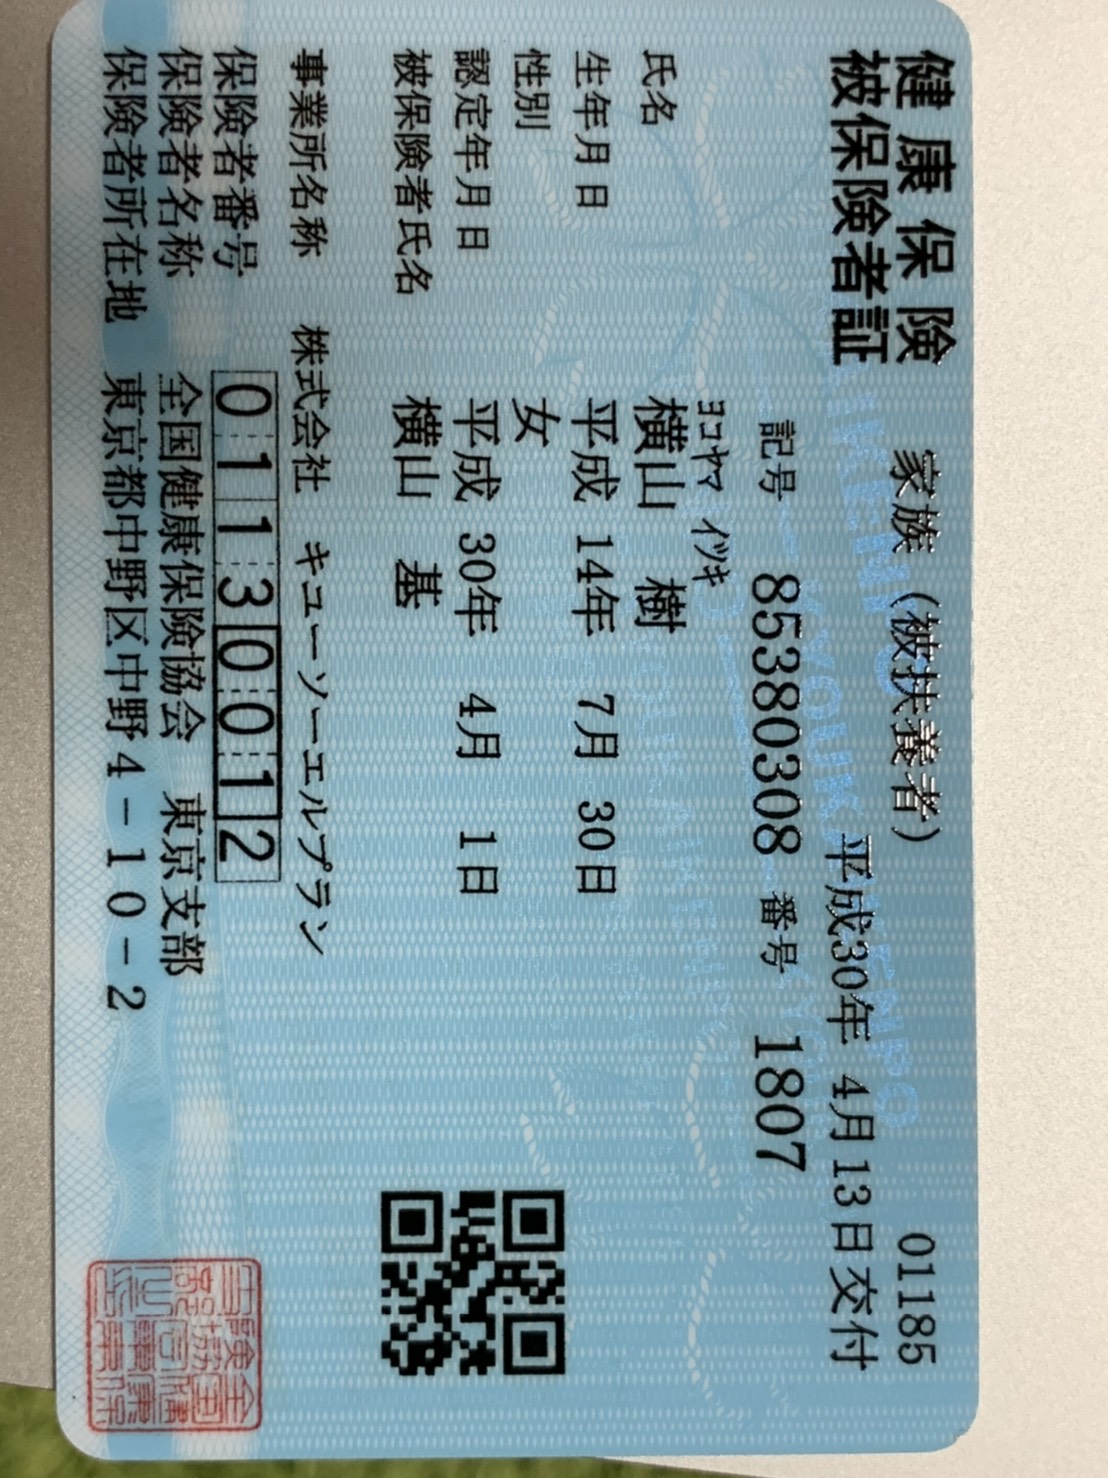 健康保険
被保険者証
家族（被扶養者） 01185
平成30年 4月13日交付
記号 85380308 番号 1807
ヨコヤマ イツキ
氏名 横山 樹
生年月日 平成 14年 7月 30日
性別 女
認定年月日 平成 30年 4月 1日
被保険者氏名 横山 基
事業所名称 株式会社 キユーソーエルプラン
保険者番号 01130012
保険者名称 全国健康保険協会 東京支部
保険者所在地 東京都中野区中野4-10-2